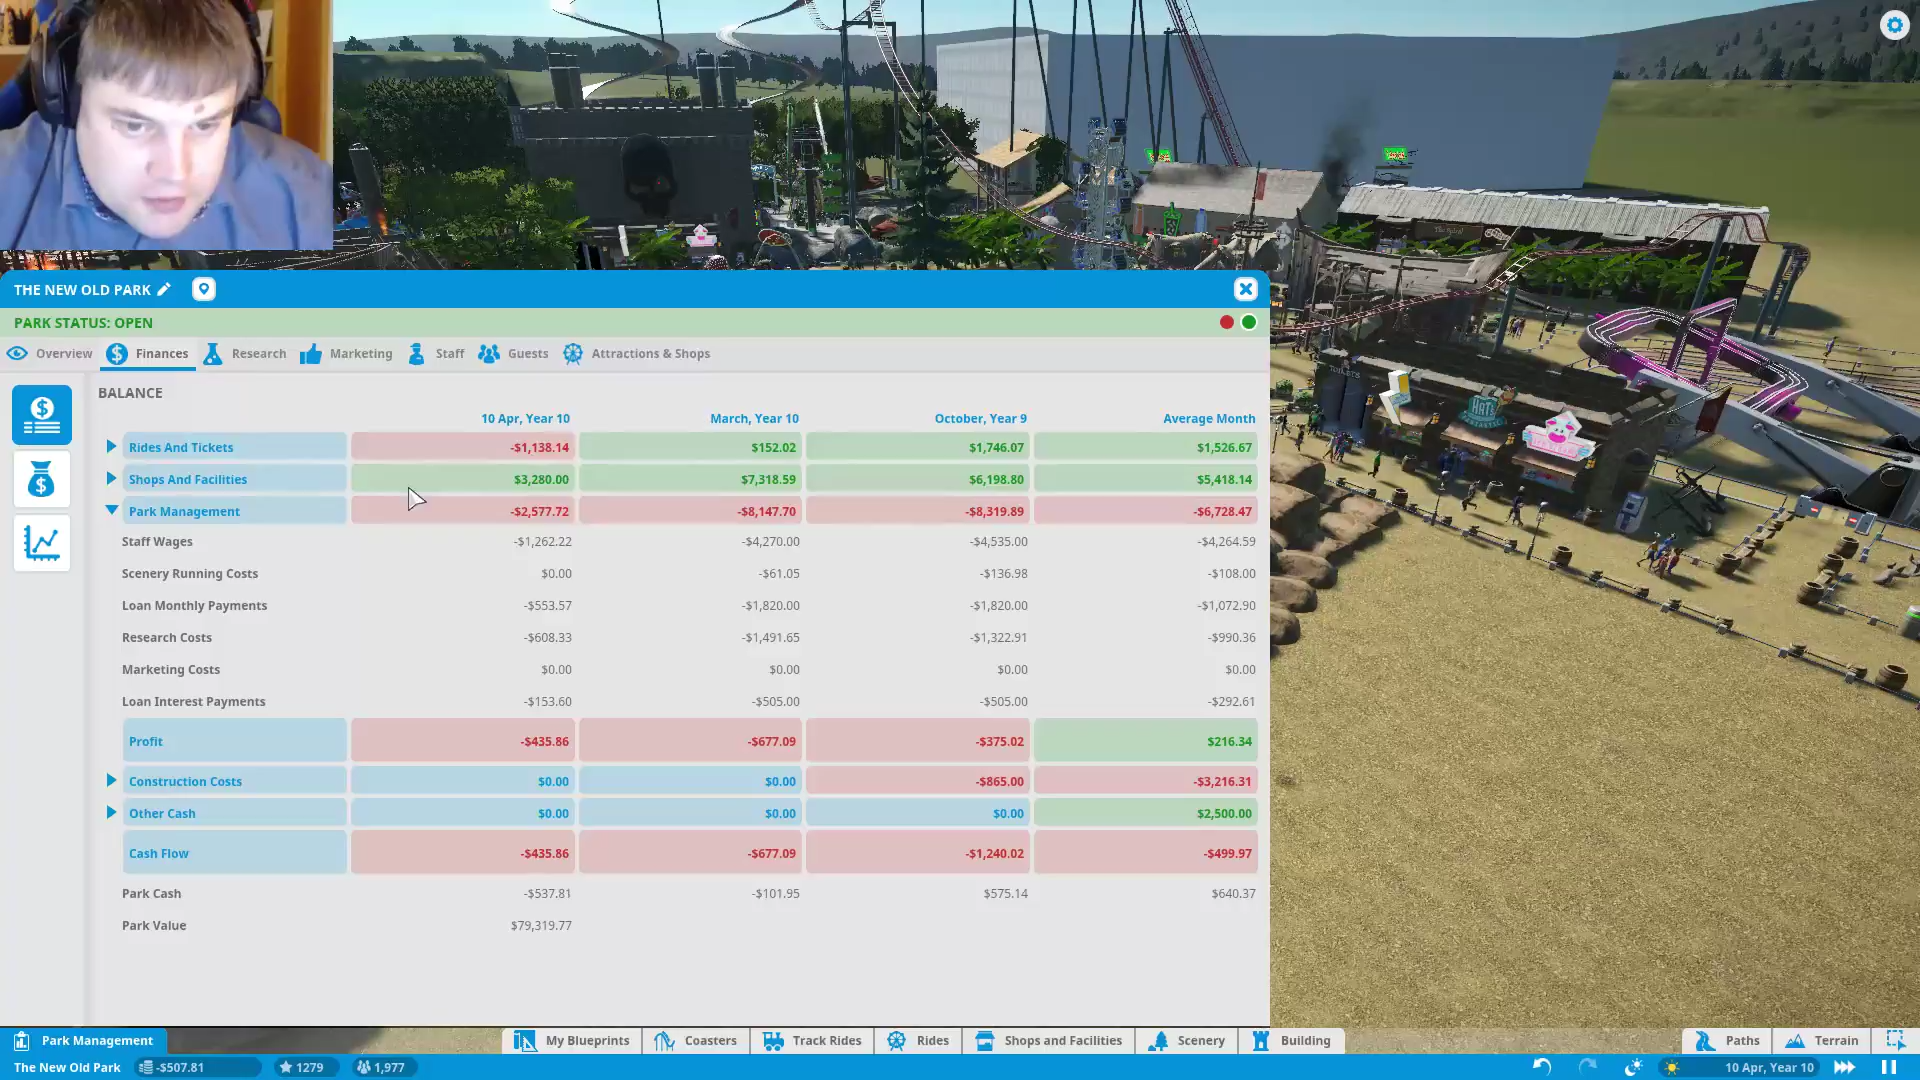 THE NEW OLD PARK
PARK STATUS: OPEN
Overview Finances Research Marketing Staff Guests Attractions & Shops
BALANCE
10 Apr, Year 10 March, Year 10 October, Year 9 Average Month
Rides And Tickets -$1,138.14 $152.02 $1,746.07 $1,526.67
Shops And Facilities $3,280.00 $7,318.59 $6,198.80 $5,418.14
Park Management -$2,577.72 -$8,147.70 -$8,319.89 -$6,728.47
Staff Wages -$1,262.22 -$4,270.00 -$4,535.00 -$4,264.59
Scenery Running Costs $0.00 -$61.05 -$136.98 -$108.00
Loan Monthly Payments -$553.57 -$1,820.00 -$1,820.00 -$1,072.90
Research Costs -$608.33 -$1,491.65 -$1,322.91 -$990.36
Marketing Costs $0.00 $0.00 $0.00 $0.00
Loan Interest Payments -$153.60 -$505.00 -$505.00 -$292.61
Profit -$435.86 -$677.09 -$375.02 $216.34
Construction Costs $0.00 $0.00 -$865.00 -$3,216.31
Other Cash $0.00 $0.00 $0.00 $2,500.00
Cash Flow -$435.86 -$677.09 -$1,240.02 -$499.97
Park Cash -$537.81 -$101.95 $575.14 $640.37
Park Value $79,319.77
TOILETS
HATS
Park Management My Blueprints Coasters Track Rides Rides Shops and Facilities Scenery Building Paths Terrain
The New Old Park -$507.81 1279 1,977 10 Apr, Year 10